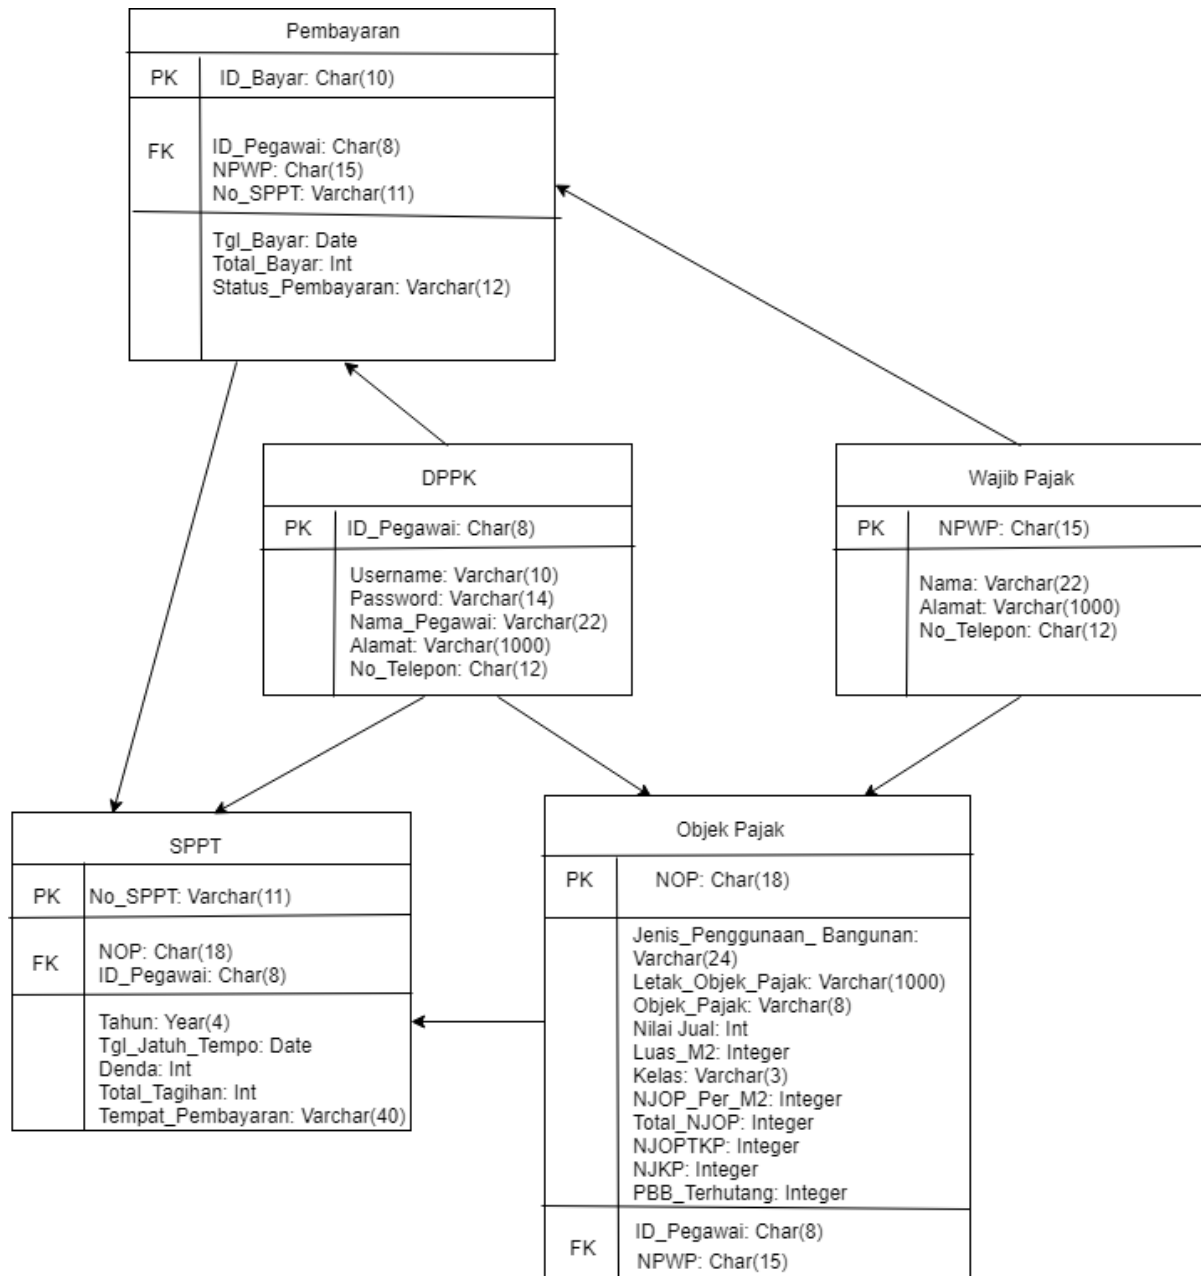 Pembayaran
PK
ID_Bayar: Char(10)
FK
ID_Pegawai: Char(8)
NPWP: Char(15)
No_SPPT: Varchar(11)
Tgl_Bayar: Date
Total_Bayar: Int
Status_Pembayaran: Varchar(12)
DPPK
PK
ID_Pegawai: Char(8)
Username: Varchar(10)
Password: Varchar(14)
Nama_Pegawai: Varchar(22)
Alamat: Varchar(1000)
No_Telepon: Char(12)
Wajib Pajak
PK
NPWP: Char(15)
Nama: Varchar(22)
Alamat: Varchar(1000)
No_Telepon: Char(12)
SPPT
PK
No_SPPT: Varchar(11)
FK
NOP: Char(18)
ID_Pegawai: Char(8)
Tahun: Year(4)
Tgl_Jatuh_Tempo: Date
Denda: Int
Total_Tagihan: Int
Tempat_Pembayaran: Varchar(40)
Objek Pajak
PK
NOP: Char(18)
Jenis_Penggunaan_ Bangunan:
Varchar(24)
Letak_Objek_Pajak: Varchar(1000)
Objek_Pajak: Varchar(8)
Nilai Jual: Int
Luas_M2: Integer
Kelas: Varchar(3)
NJOP_Per_M2: Integer
Total_NJOP: Integer
NJOPTKP: Integer
NJKP: Integer
PBB_Terhutang: Integer
FK
ID_Pegawai: Char(8)
NPWP: Char(15)